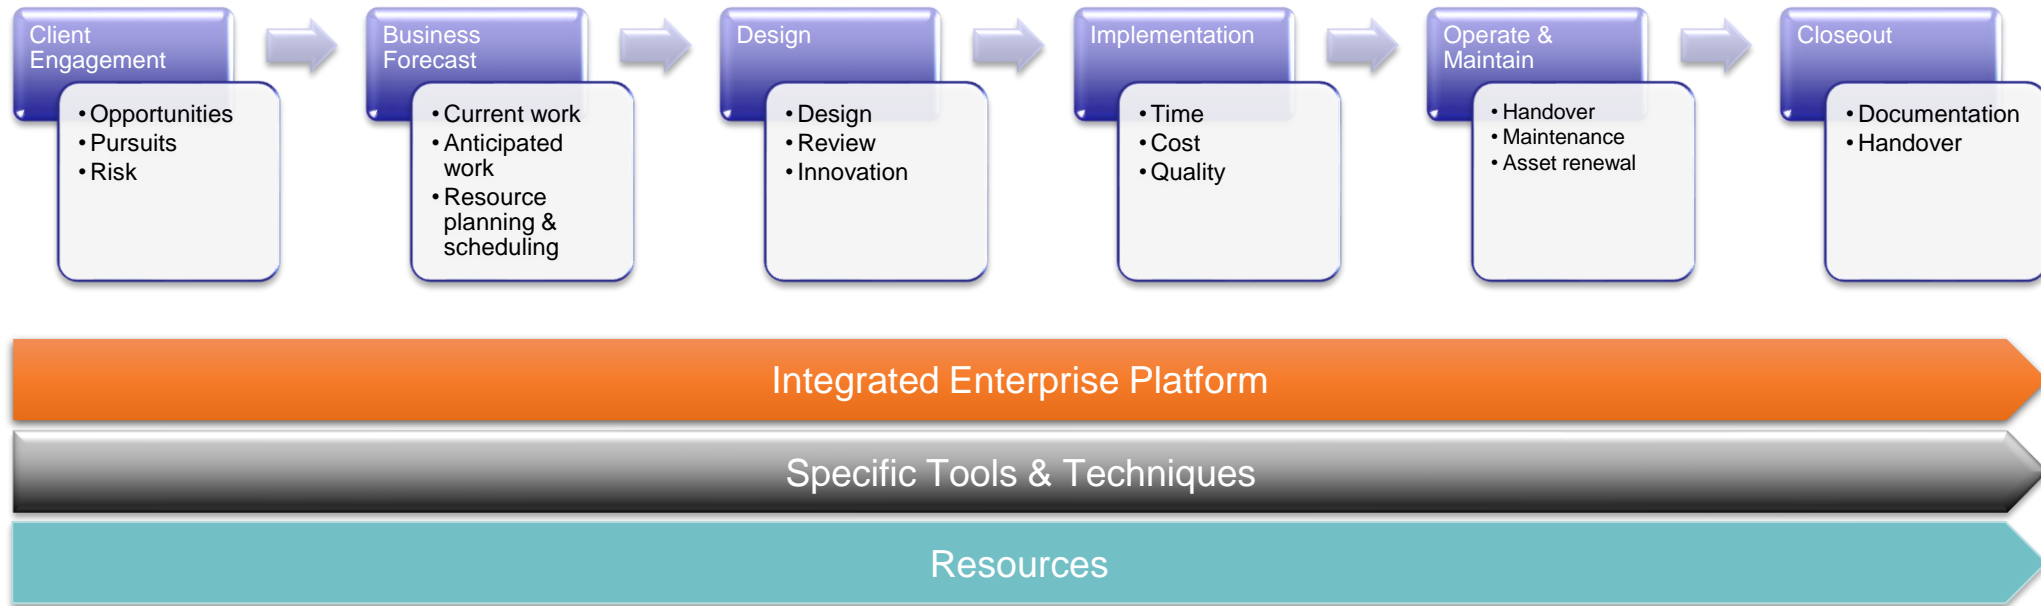 Client
Engagement
• Opportunities
• Pursuits
• Risk
Business
Forecast
• Current work
• Anticipated
work
• Resource
planning &
scheduling
Design
• Design
• Review
• Innovation
Implementation
• Time
• Cost
• Quality
Operate &
Maintain
• Handover
• Maintenance
• Asset renewal
Closeout
• Documentation
• Handover
Integrated Enterprise Platform
Specific Tools & Techniques
Resources